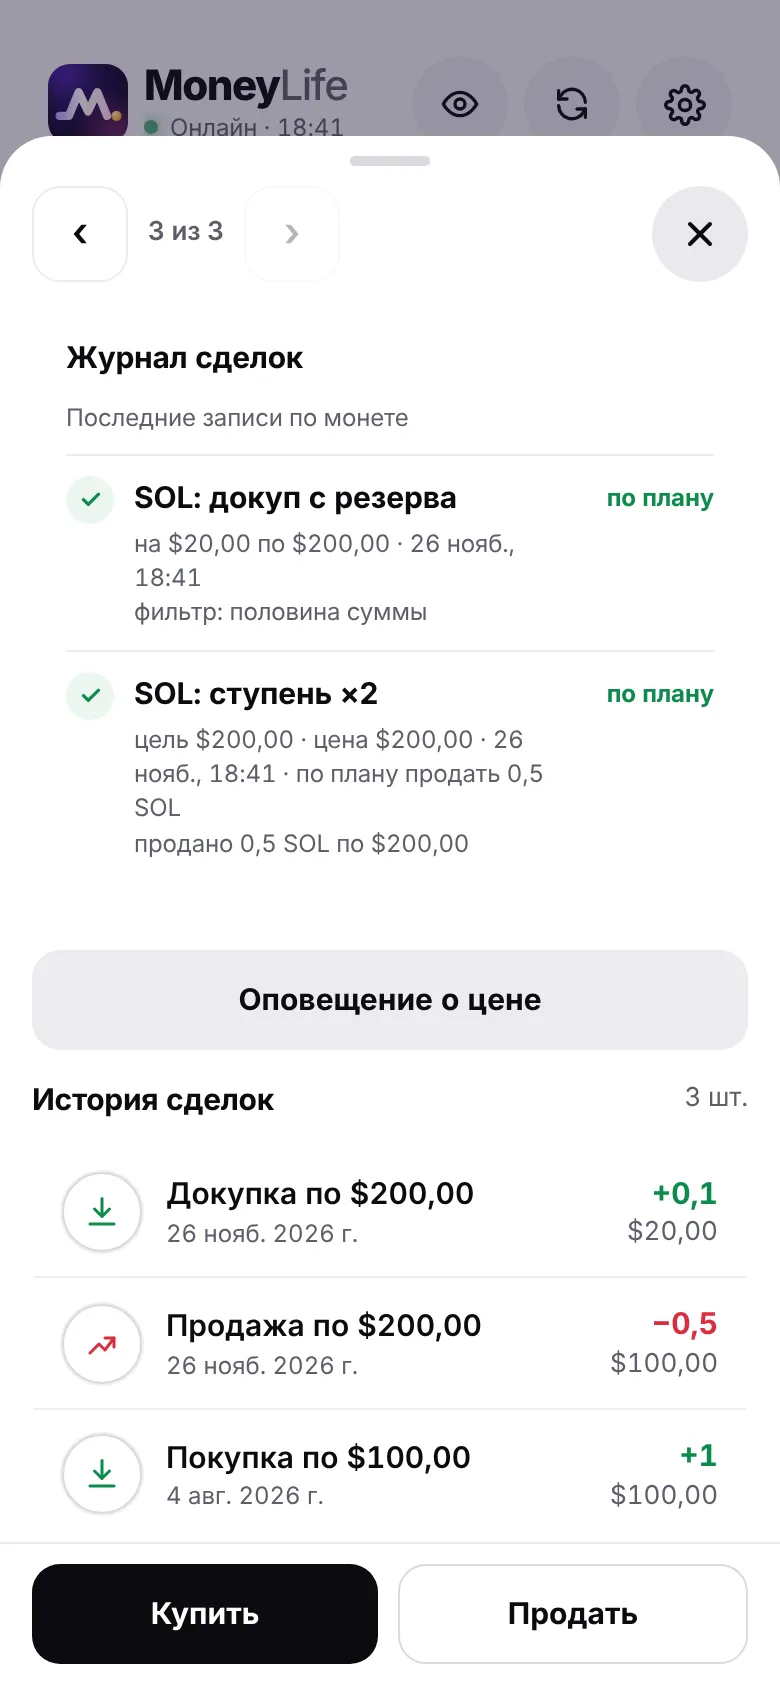 MoneyLife
Онлайн · 18:41
3 из 3
Журнал сделок
Последние записи по монете
SOL: докуп с резерва
по плану
на $20,00 по $200,00 · 26 нояб.,
18:41
фильтр: половина суммы
SOL: ступень ×2
по плану
цель $200,00 · цена $200,00 · 26
нояб., 18:41 · по плану продать 0,5
SOL
продано 0,5 SOL по $200,00
Оповещение о цене
История сделок
3 шт.
Докупка по $200,00
+0,1
26 нояб. 2026 г.
$20,00
Продажа по $200,00
−0,5
26 нояб. 2026 г.
$100,00
Покупка по $100,00
+1
4 авг. 2026 г.
$100,00
Купить
Продать